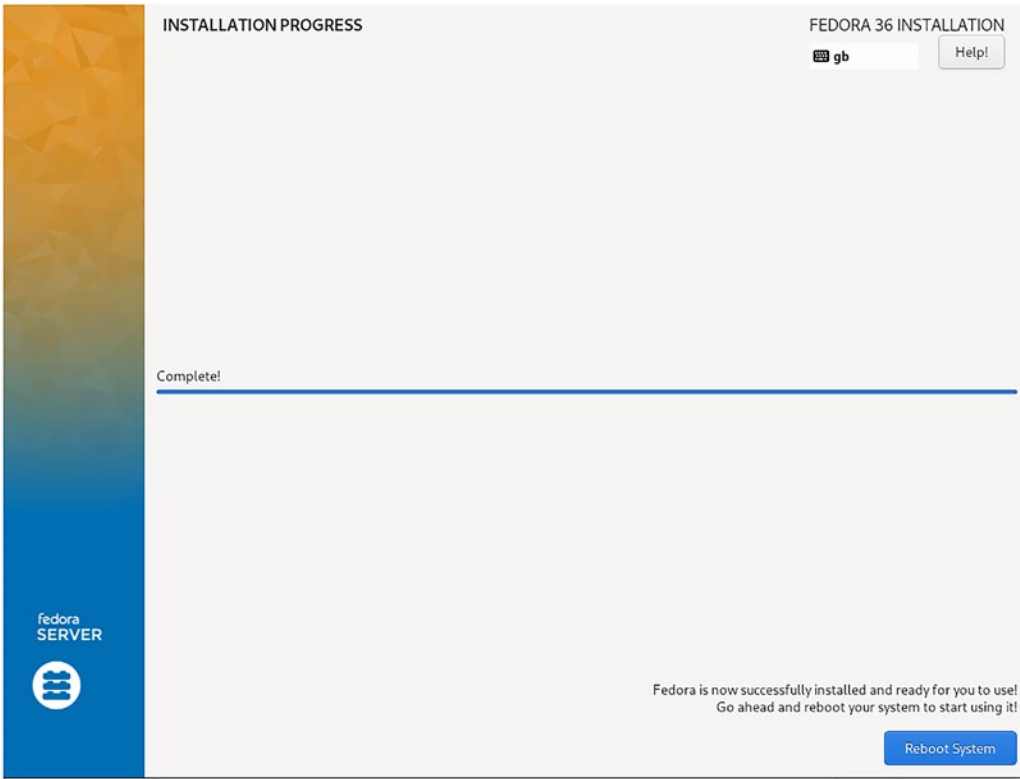 INSTALLATION PROGRESS
FEDORA 36 INSTALLATION
gb
Help!
Complete!
fedora
SERVER
Fedora is now successfully installed and ready for you to use!
Go ahead and reboot your system to start using it!
Reboot System